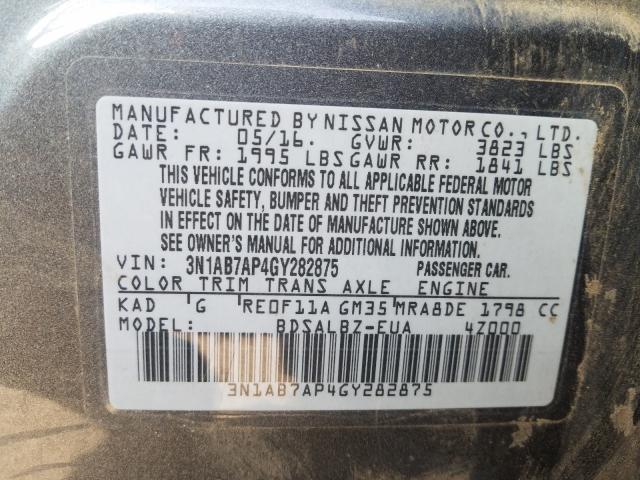 MANUFACTURED BY NISSAN MOTOR CO., LTD.
DATE: 05/16. GVWR: 3823 LBS
GAWR FR: 1995 LBS GAWR RR: 1841 LBS
THIS VEHICLE CONFORMS TO ALL APPLICABLE FEDERAL MOTOR
VEHICLE SAFETY, BUMPER AND THEFT PREVENTION STANDARDS
IN EFFECT ON THE DATE OF MANUFACTURE SHOWN ABOVE.
SEE OWNER'S MANUAL FOR ADDITIONAL INFORMATION.
VIN: 3N1AB7AP4GY282875 PASSENGER CAR.
COLOR TRIM TRANS AXLE ENGINE
KAD G RE0F11A GM35 MRA8DE 1798 CC
MODEL: BDSALBZ-EUA 4Z000
3N1AB7AP4GY282875